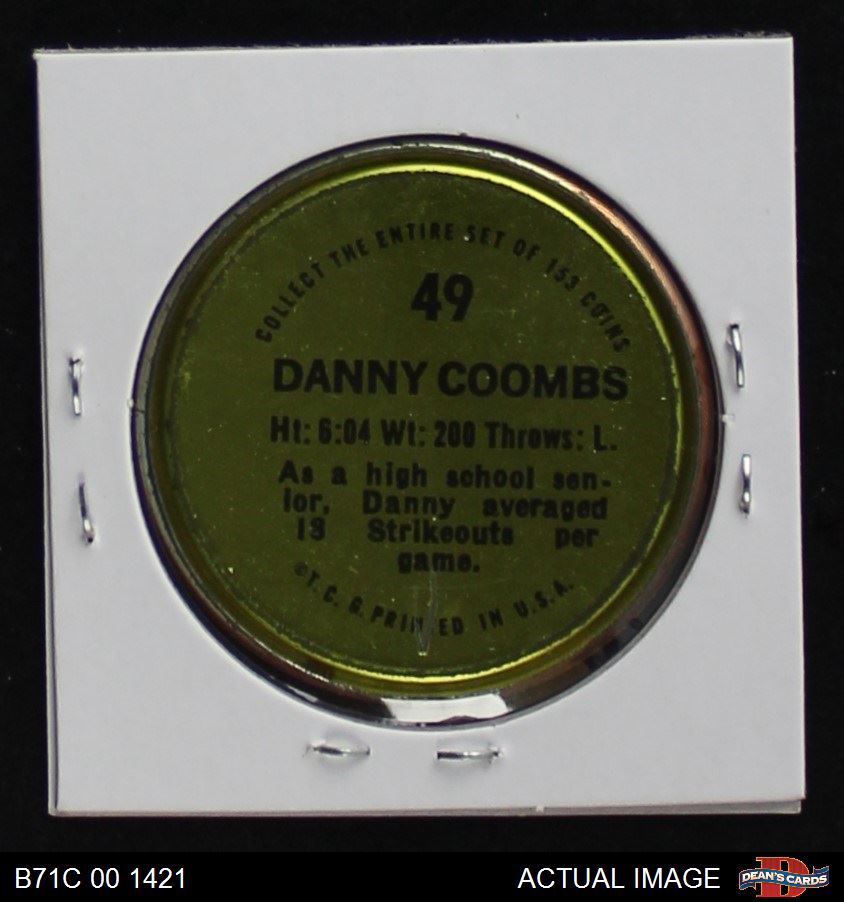 COLLECT THE ENTIRE SET OF 153 COINS
49
DANNY COOMBS
Ht: 6:04 Wt: 200 Throws: L.
As a high school sen-
ior, Danny averaged
13 Strikeouts per
game.
©T. C. G. PRINTED IN U.S.A.
B71C 00 1421
ACTUAL IMAGE
DEAN'S CARDS